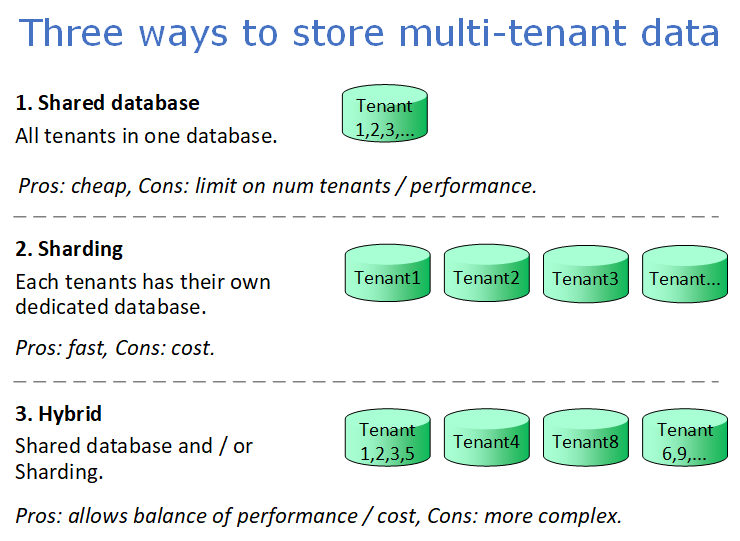 Three ways to store multi-tenant data
1. Shared database
All tenants in one database.
Tenant
1,2,3,...
Pros: cheap, Cons: limit on num tenants / performance.
2. Sharding
Each tenants has their own
dedicated database.
Tenant1
Tenant2
Tenant3
Tenant...
Pros: fast, Cons: cost.
3. Hybrid
Shared database and / or
Sharding.
Tenant
1,2,3,5
Tenant4
Tenant8
Tenant
6,9,...
Pros: allows balance of performance / cost, Cons: more complex.